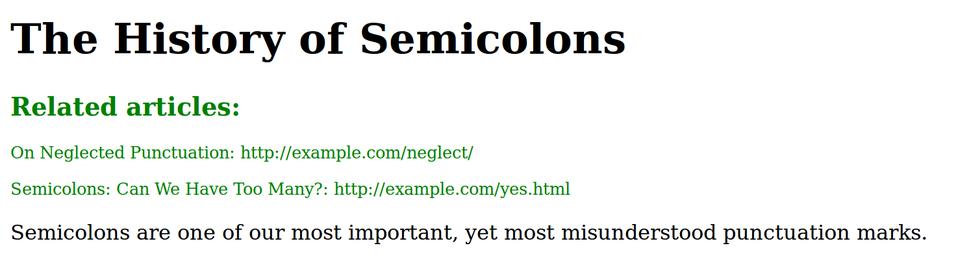 The History of Semicolons
Related articles:
On Neglected Punctuation: http://example.com/neglect/
Semicolons: Can We Have Too Many?: http://example.com/yes.html
Semicolons are one of our most important, yet most misunderstood punctuation marks.